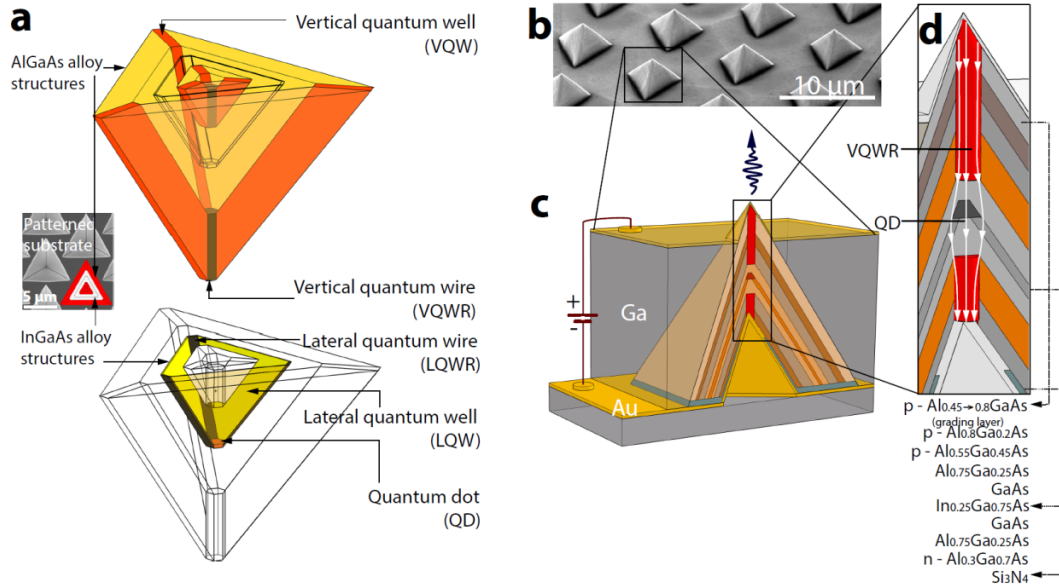 a
Vertical quantum well
(VQW)
AlGaAs alloy
structures
Patterned
substrate
5 µm
Vertical quantum wire
(VQWR)
InGaAs alloy
structures
Lateral quantum wire
(LQWR)
Lateral quantum well
(LQW)
Quantum dot
(QD)
b
10 µm
c
+
-
Ga
Au
d
VQWR
QD
p - Al0.45→0.8GaAs
(grading layer)
p - Al0.8Ga0.2As
p - Al0.55Ga0.45As
Al0.75Ga0.25As
GaAs
In0.25Ga0.75As
GaAs
Al0.75Ga0.25As
n - Al0.3Ga0.7As
Si3N4